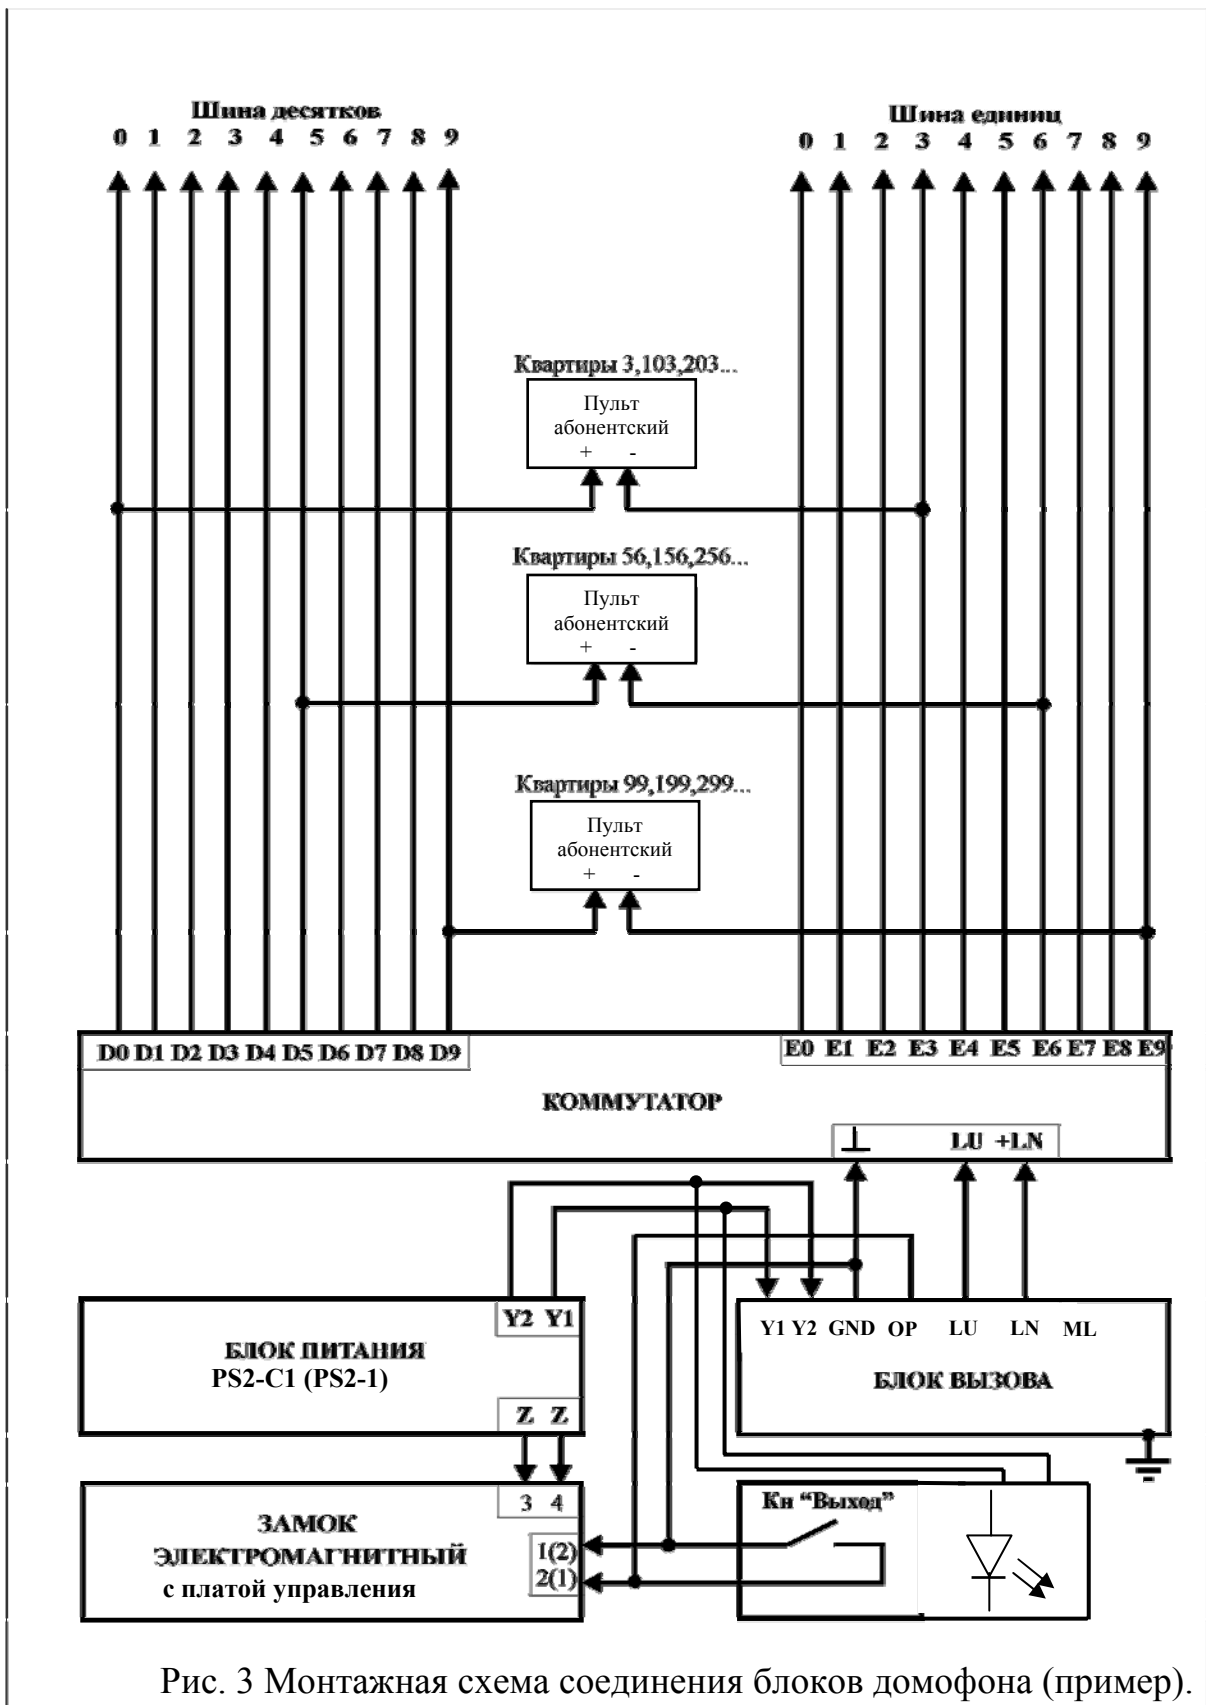 Шина десятков
0 1 2 3 4 5 6 7 8 9
Шина единиц
0 1 2 3 4 5 6 7 8 9
Квартиры 3,103,203...
Пульт
абонентский
+ -
Квартиры 56,156,256...
Пульт
абонентский
+ -
Квартиры 99,199,299...
Пульт
абонентский
+ -
D0 D1 D2 D3 D4 D5 D6 D7 D8 D9
E0 E1 E2 E3 E4 E5 E6 E7 E8 E9
КОММУТАТОР
LU +LN
Y2 Y1
БЛОК ПИТАНИЯ
PS2-C1 (PS2-1)
Z Z
Y1 Y2 GND OP LU LN ML
БЛОК ВЫЗОВА
3 4
ЗАМОК
ЭЛЕКТРОМАГНИТНЫЙ
с платой управления
1(2)
2(1)
Кн “Выход”
Рис. 3 Монтажная схема соединения блоков домофона (пример).